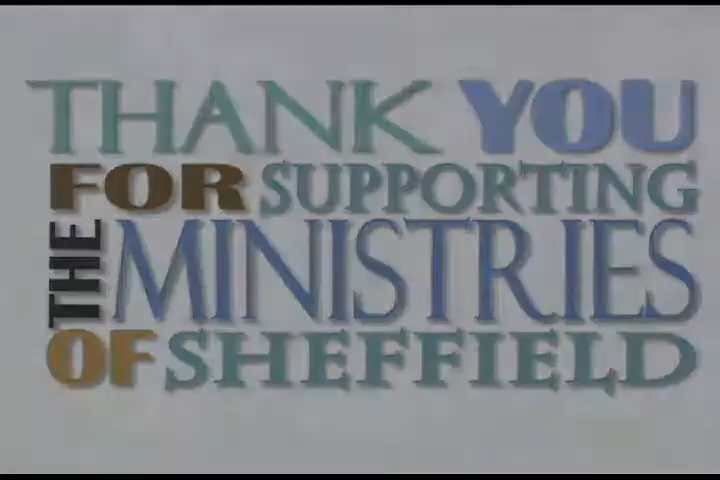 THANK YOU
FOR SUPPORTING
THE MINISTRIES
OF SHEFFIELD